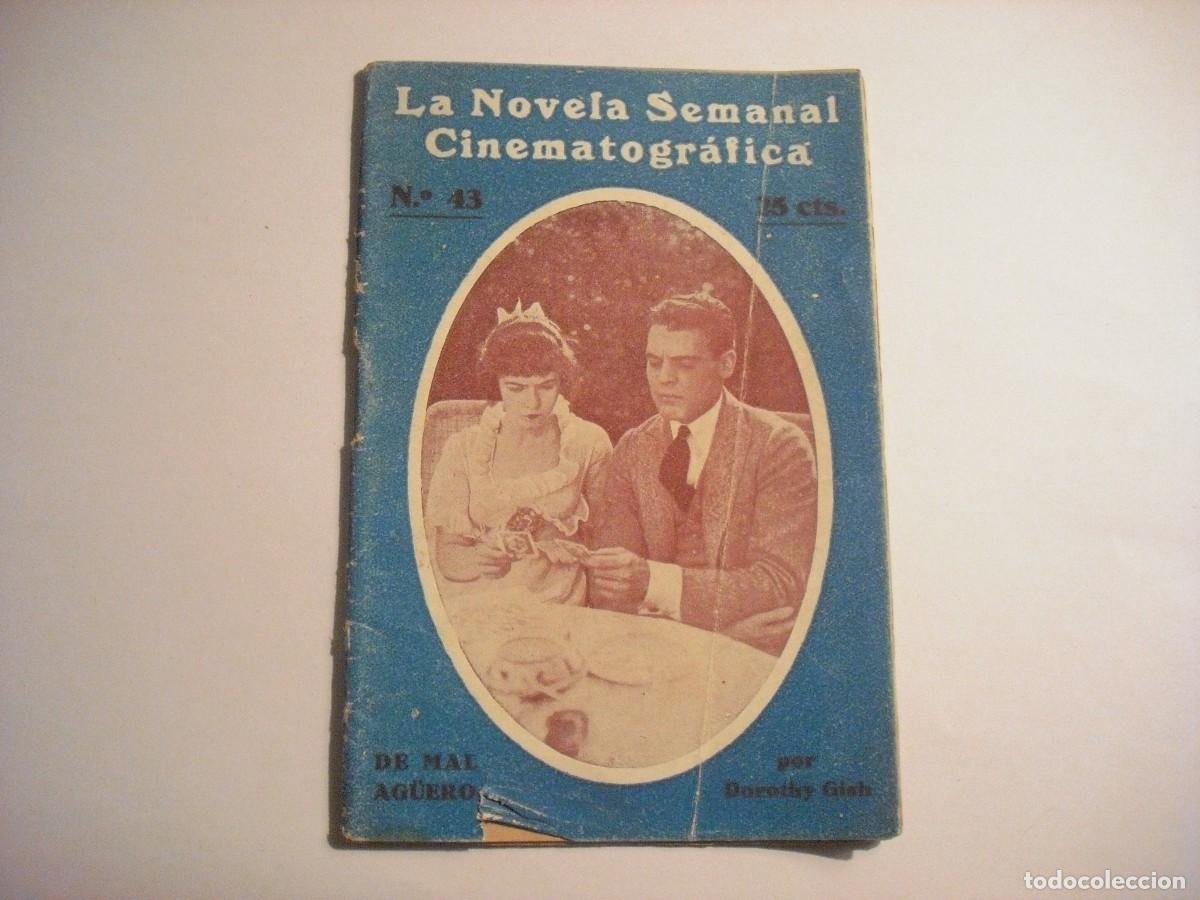 La Novela Semanal
Cinematográfica
N.º 43
25 cts.
DE MAL
AGÜERO
por
Dorothy Gish
todocoleccion